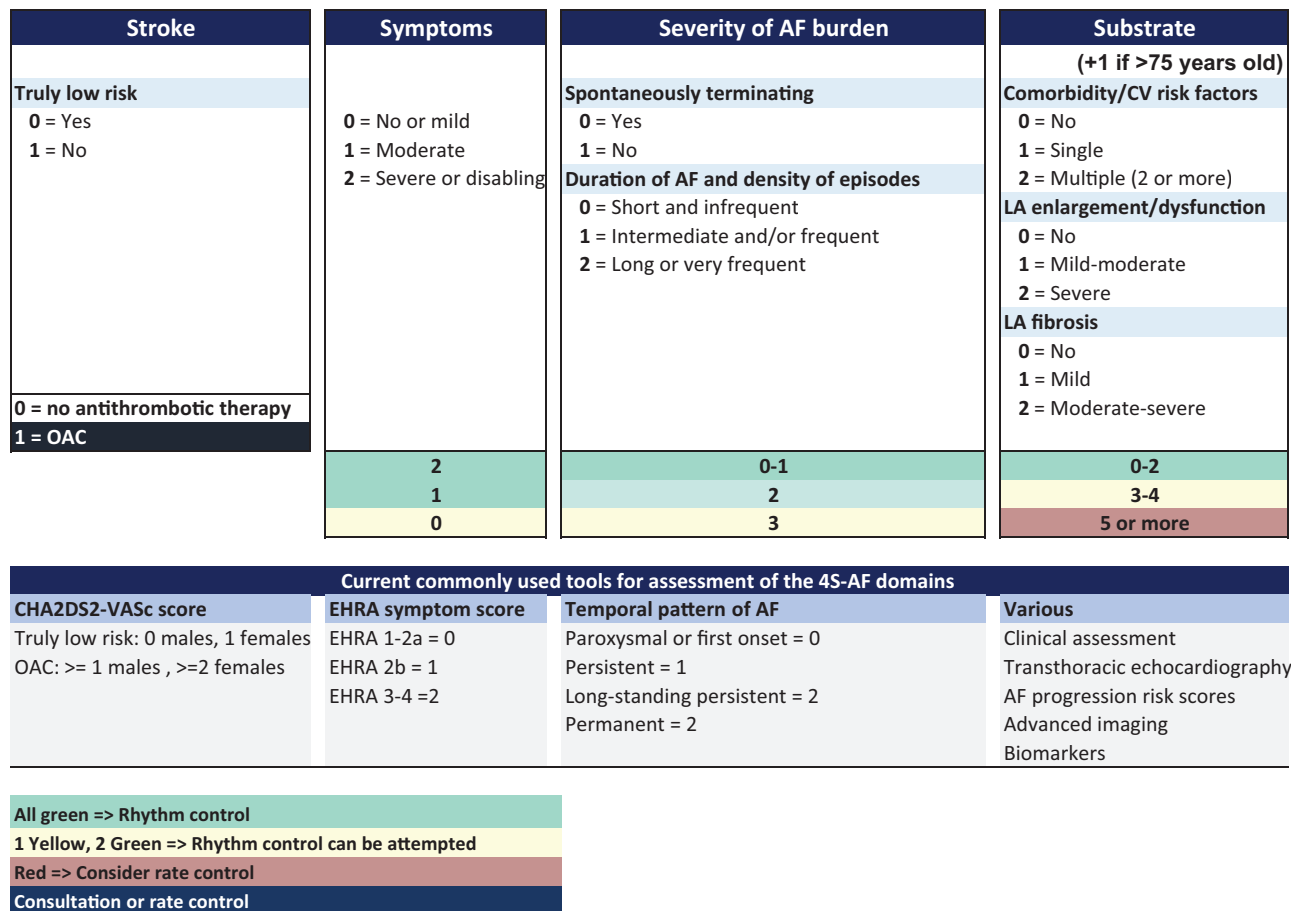 Stroke
Truly low risk
0 = Yes
1 = No
0 = no antithrombotic therapy
1 = OAC
Symptoms
0 = No or mild
1 = Moderate
2 = Severe or disabling
2
1
0
Severity of AF burden
Spontaneously terminating
0 = Yes
1 = No
Duration of AF and density of episodes
0 = Short and infrequent
1 = Intermediate and/or frequent
2 = Long or very frequent
0-1
2
3
Substrate
(+1 if >75 years old)
Comorbidity/CV risk factors
0 = No
1 = Single
2 = Multiple (2 or more)
LA enlargement/dysfunction
0 = No
1 = Mild-moderate
2 = Severe
LA fibrosis
0 = No
1 = Mild
2 = Moderate-severe
0-2
3-4
5 or more
Current commonly used tools for assessment of the 4S-AF domains
CHA2DS2-VASc score
Truly low risk: 0 males, 1 females
OAC: >= 1 males , >=2 females
EHRA symptom score
EHRA 1-2a = 0
EHRA 2b = 1
EHRA 3-4 =2
Temporal pattern of AF
Paroxysmal or first onset = 0
Persistent = 1
Long-standing persistent = 2
Permanent = 2
Various
Clinical assessment
Transthoracic echocardiography
AF progression risk scores
Advanced imaging
Biomarkers
All green => Rhythm control
1 Yellow, 2 Green => Rhythm control can be attempted
Red => Consider rate control
Consultation or rate control